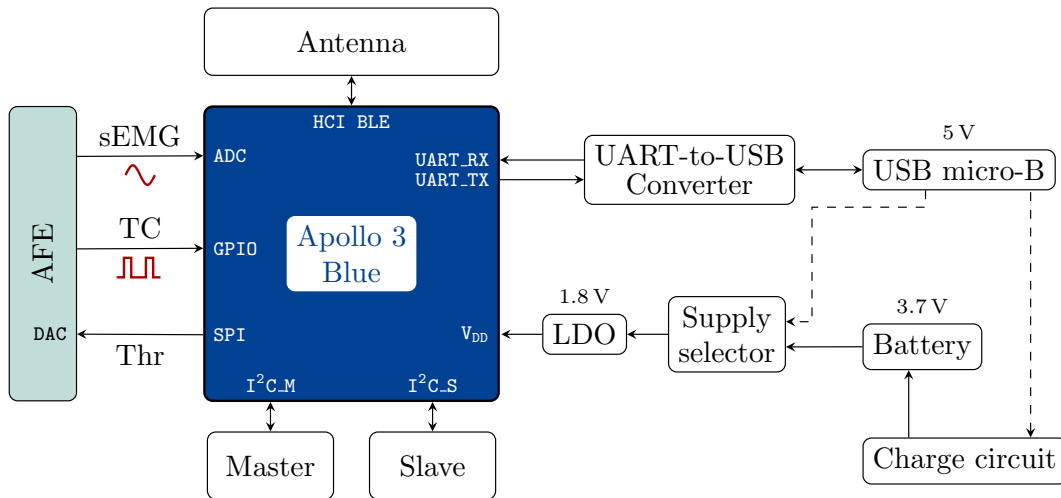 Antenna
HCI BLE
AFE
sEMG
ADC
TC
GPIO
DAC
SPI
Thr
UART_RX
UART_TX
Apollo 3
Blue
V_DD
I²C_M
I²C_S
Master
Slave
UART-to-USB
Converter
5 V
USB micro-B
1.8 V
LDO
Supply
selector
3.7 V
Battery
Charge circuit